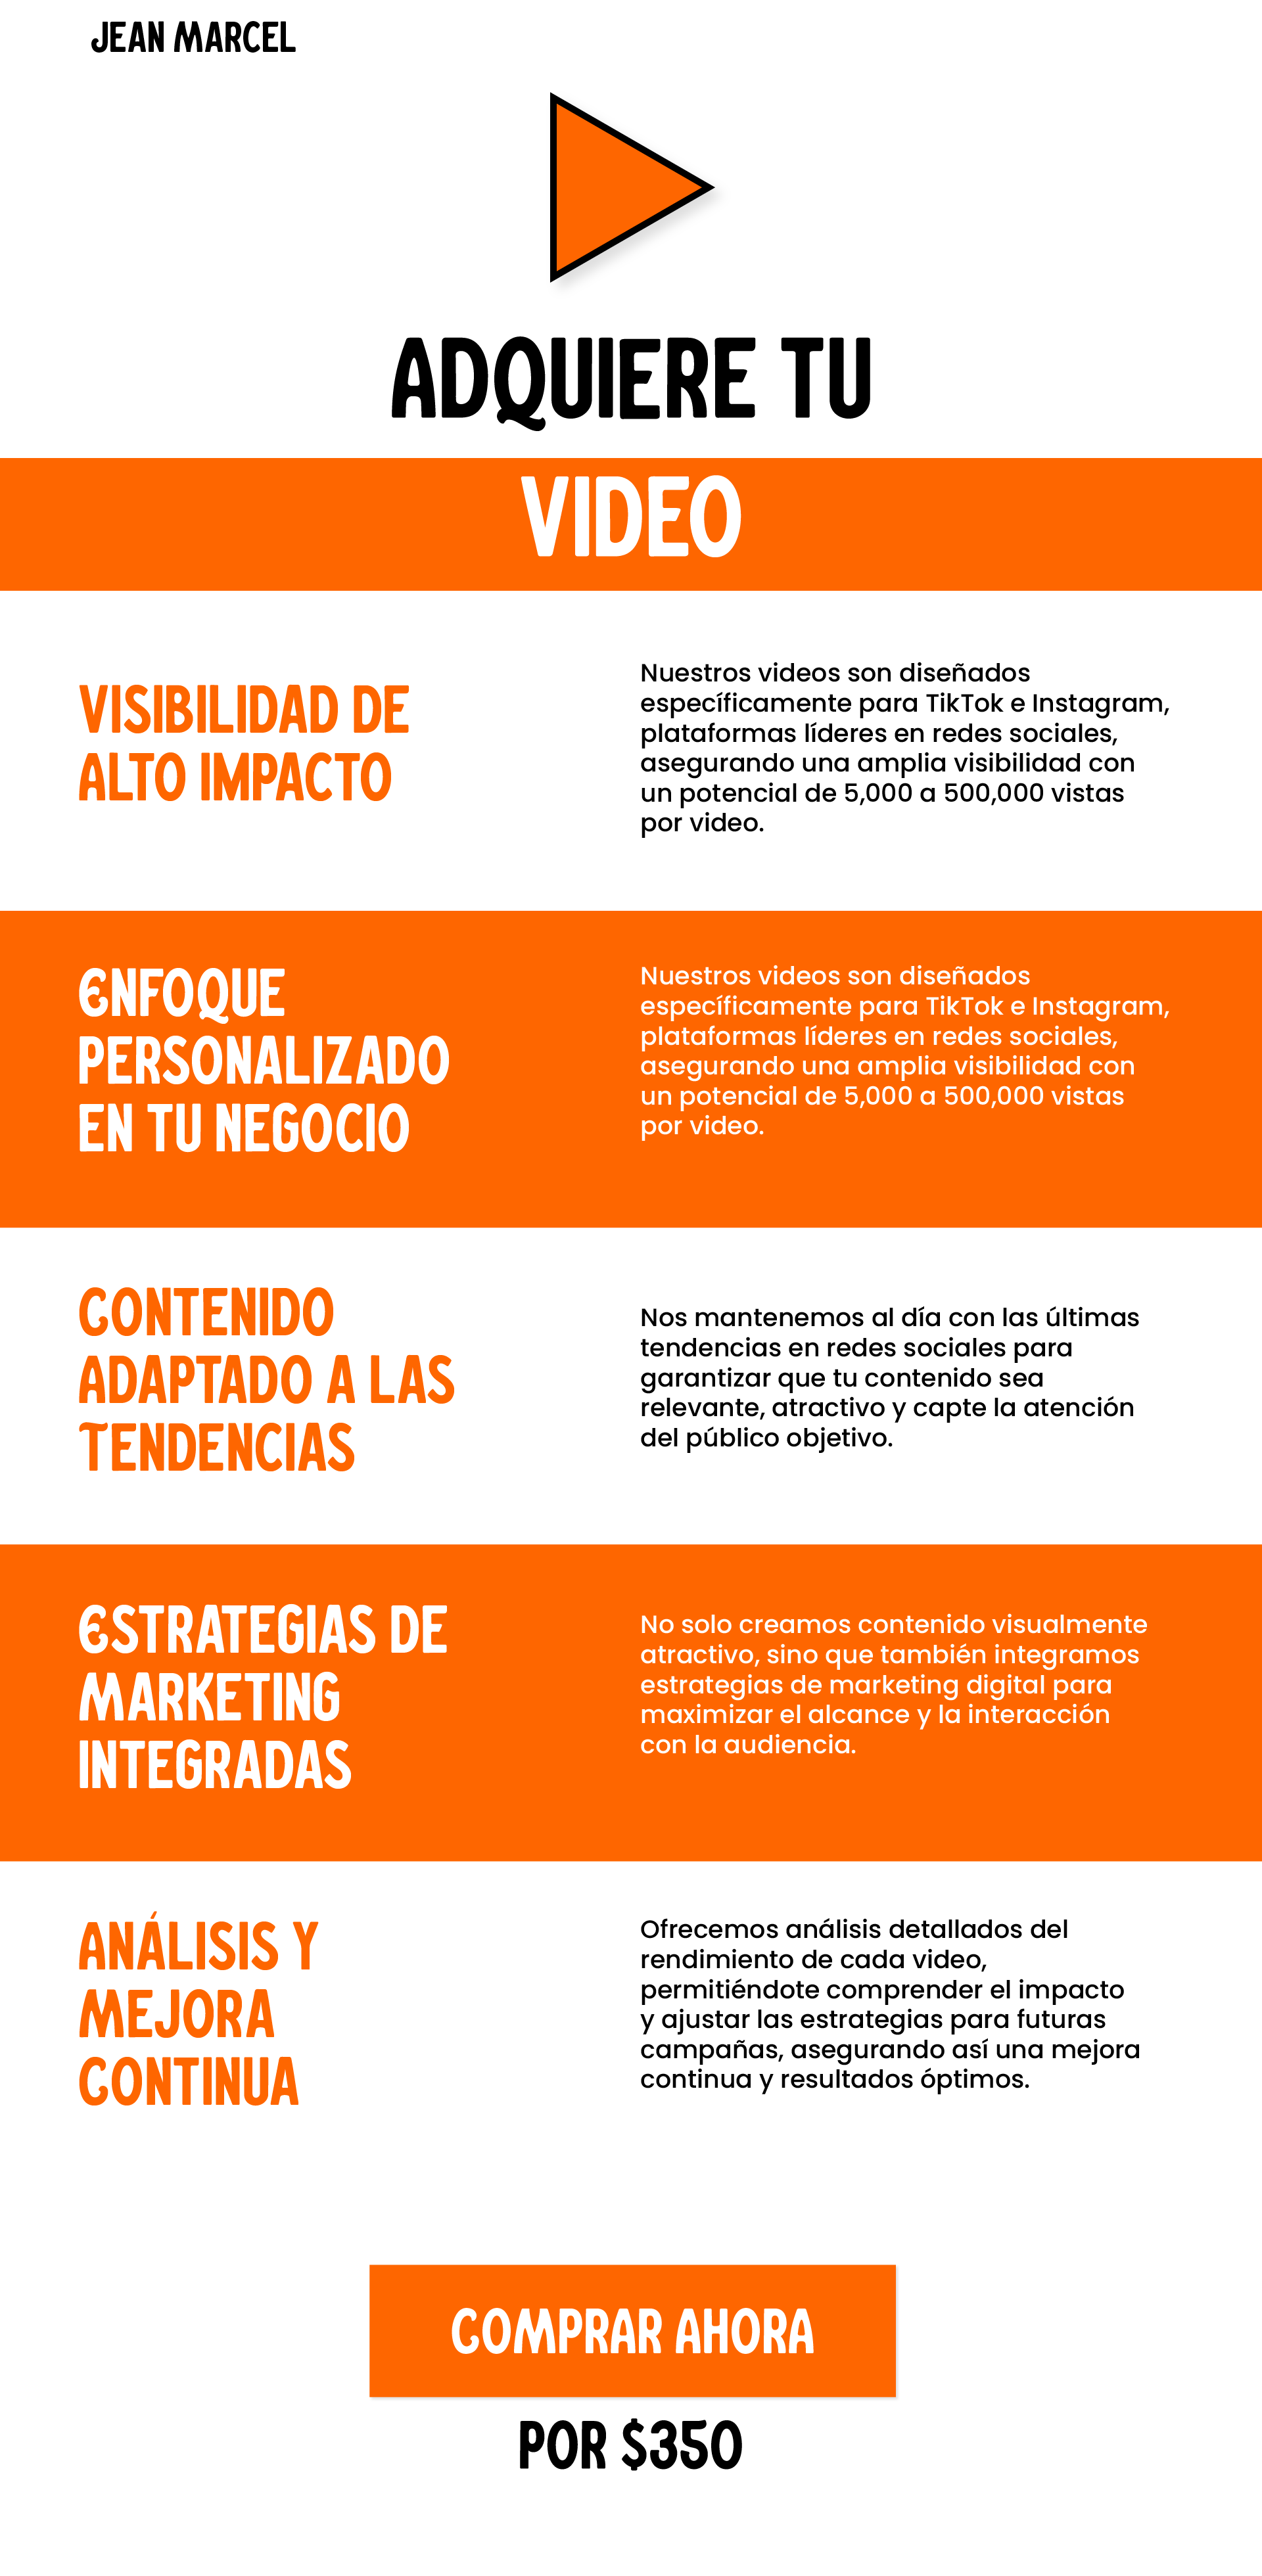 JEAN MARCEL
ADQUIERE TU
VIDEO
VISIBILIDAD DE
ALTO IMPACTO
Nuestros videos son diseñados
específicamente para TikTok e Instagram,
plataformas líderes en redes sociales,
asegurando una amplia visibilidad con
un potencial de 5,000 a 500,000 vistas
por video.
ENFOQUE
PERSONALIZADO
EN TU NEGOCIO
Nuestros videos son diseñados
específicamente para TikTok e Instagram,
plataformas líderes en redes sociales,
asegurando una amplia visibilidad con
un potencial de 5,000 a 500,000 vistas
por video.
CONTENIDO
ADAPTADO A LAS
TENDENCIAS
Nos mantenemos al día con las últimas
tendencias en redes sociales para
garantizar que tu contenido sea
relevante, atractivo y capte la atención
del público objetivo.
ESTRATEGIAS DE
MARKETING
INTEGRADAS
No solo creamos contenido visualmente
atractivo, sino que también integramos
estrategias de marketing digital para
maximizar el alcance y la interacción
con la audiencia.
ANÁLISIS Y
MEJORA
CONTINUA
Ofrecemos análisis detallados del
rendimiento de cada video,
permitiéndote comprender el impacto
y ajustar las estrategias para futuras
campañas, asegurando así una mejora
continua y resultados óptimos.
COMPRAR AHORA
POR $350